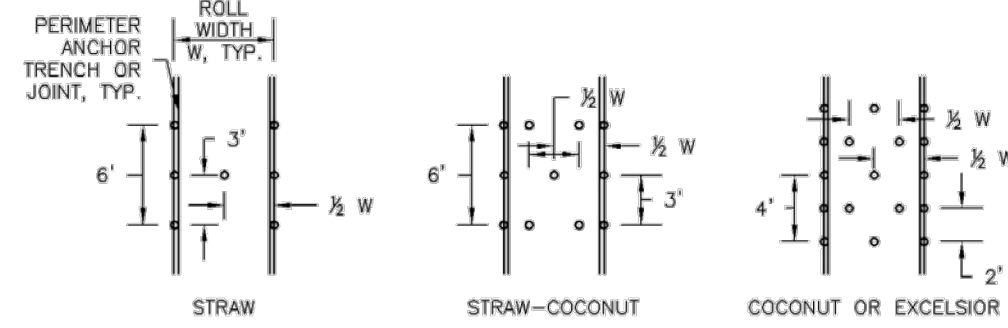 PERIMETER
ANCHOR
TRENCH OR
JOINT, TYP.
ROLL
WIDTH
W, TYP.
6'
3'
½ W
STRAW
6'
½ W
½ W
3'
STRAW-COCONUT
4'
½ W
½ W
2'
COCONUT OR EXCELSIOR